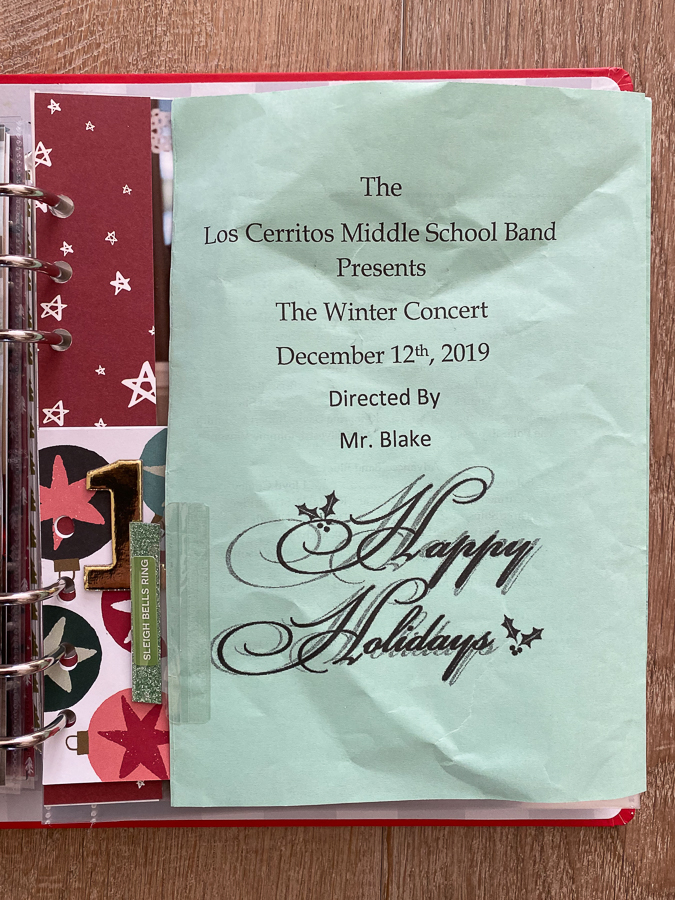 The
Los Cerritos Middle School Band
Presents
The Winter Concert
December 12th, 2019
Directed By
Mr. Blake
Happy
Holidays
1
SLEIGH BELLS RING